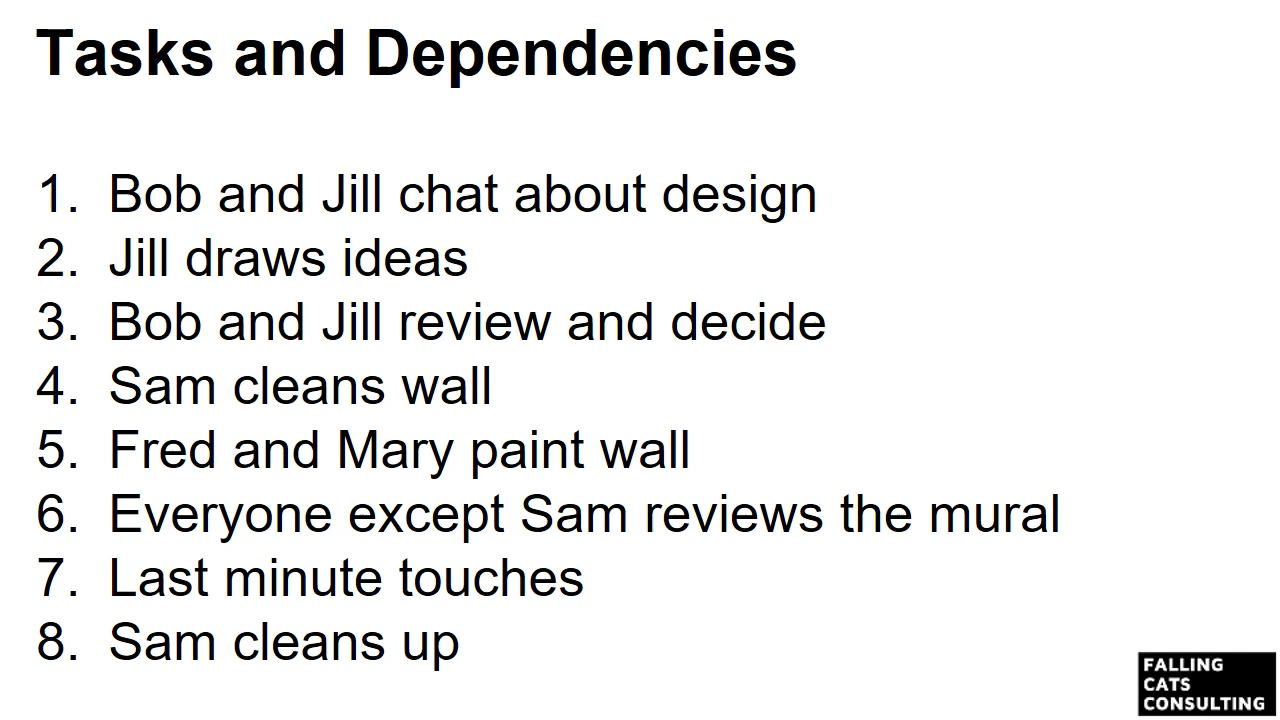 Tasks and Dependencies
1. Bob and Jill chat about design
2. Jill draws ideas
3. Bob and Jill review and decide
4. Sam cleans wall
5. Fred and Mary paint wall
6. Everyone except Sam reviews the mural
7. Last minute touches
8. Sam cleans up
FALLING
CATS
CONSULTING